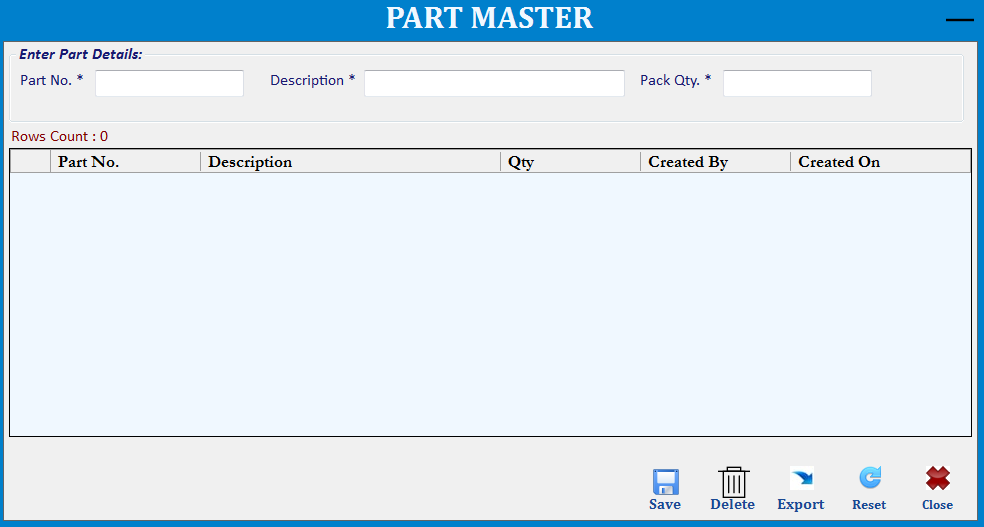 PART MASTER
Enter Part Details:
Part No. * Description * Pack Qty. *
Rows Count : 0
Part No. Description Qty Created By Created On
Save Delete Export Reset Close